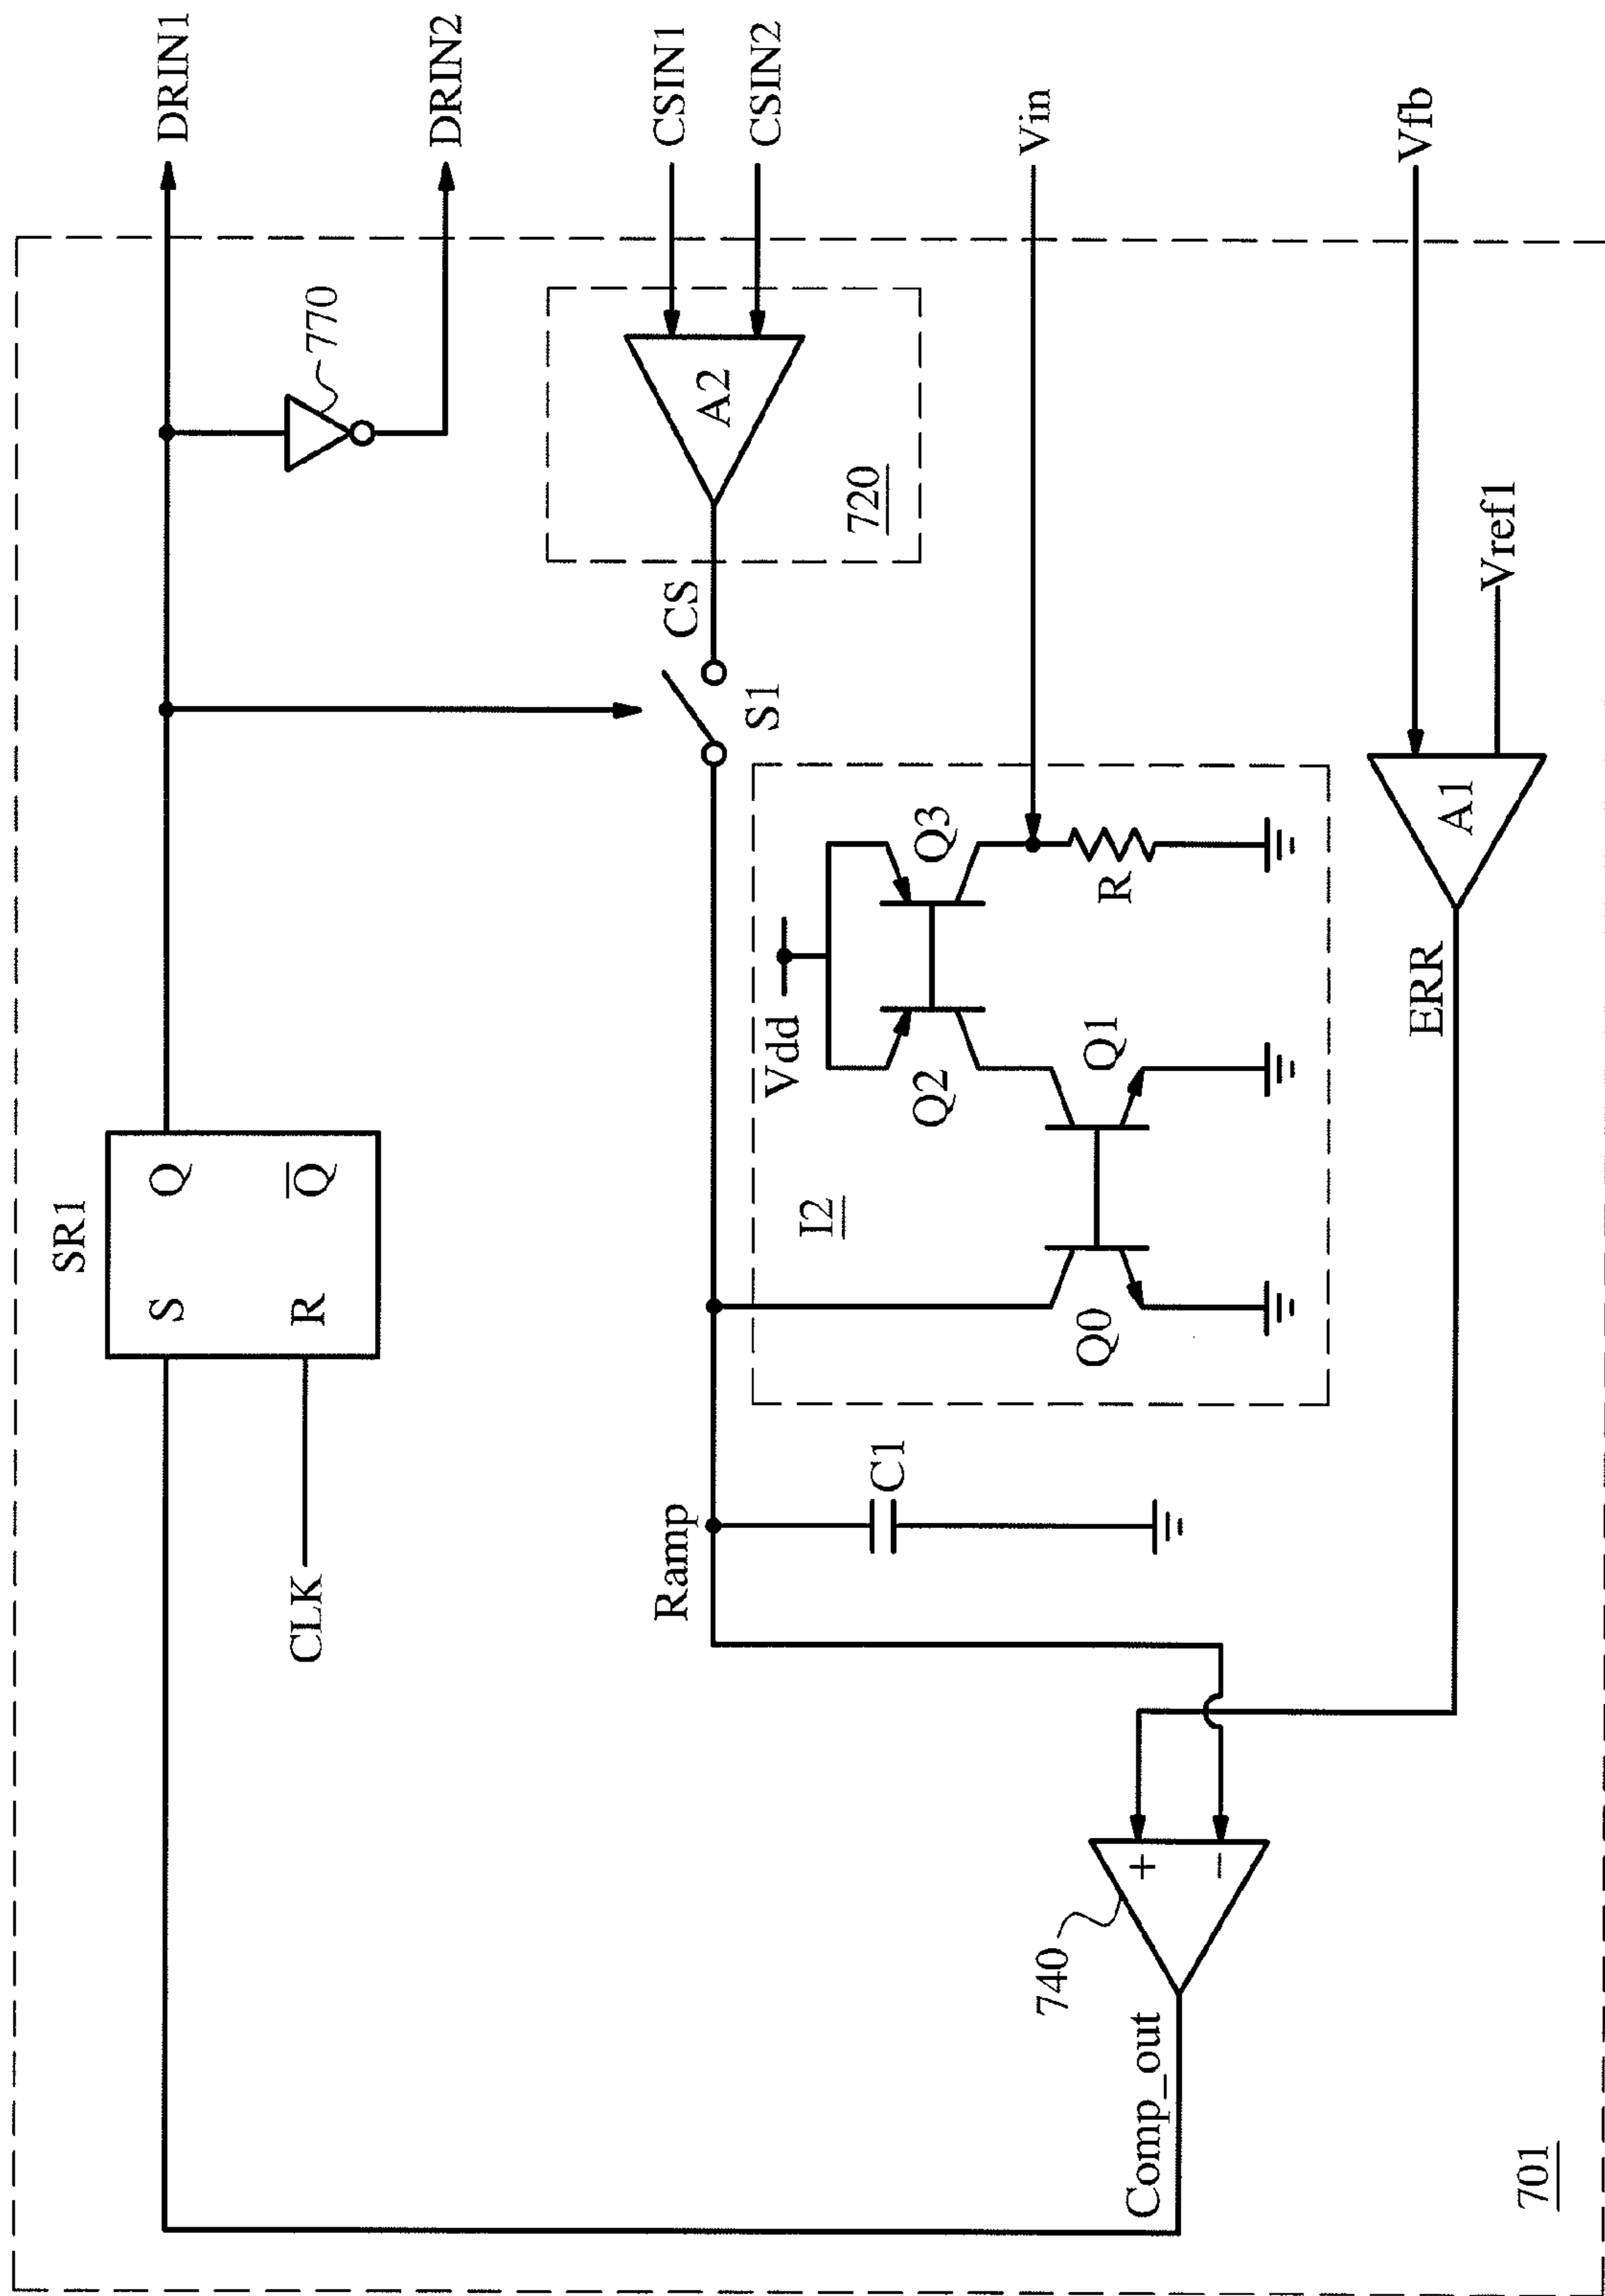 DRIN1
DRIN2
CSIN1
CSIN2
Vin
Vfb
770
A2
720
CS
S1
Vref1
A1
ERR
Vdd
Q3
R
Q2
Q1
I2
Q0
SR1
S
Q
R
Q̅
CLK
Ramp
C1
+
−
740
Comp_out
701